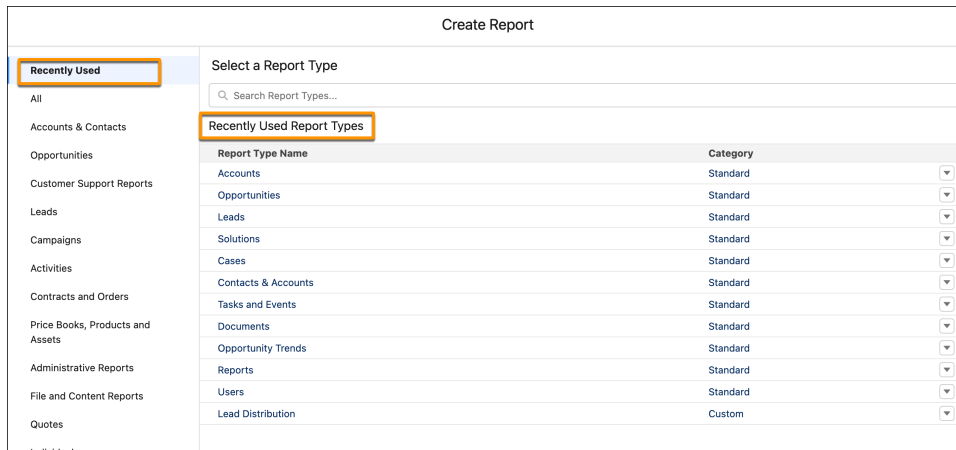 Create Report
Recently Used
All
Accounts & Contacts
Opportunities
Customer Support Reports
Leads
Campaigns
Activities
Contracts and Orders
Price Books, Products and
Assets
Administrative Reports
File and Content Reports
Quotes
Select a Report Type
Search Report Types...
Recently Used Report Types
Report Type Name Category
Accounts Standard
Opportunities Standard
Leads Standard
Solutions Standard
Cases Standard
Contacts & Accounts Standard
Tasks and Events Standard
Documents Standard
Opportunity Trends Standard
Reports Standard
Users Standard
Lead Distribution Custom